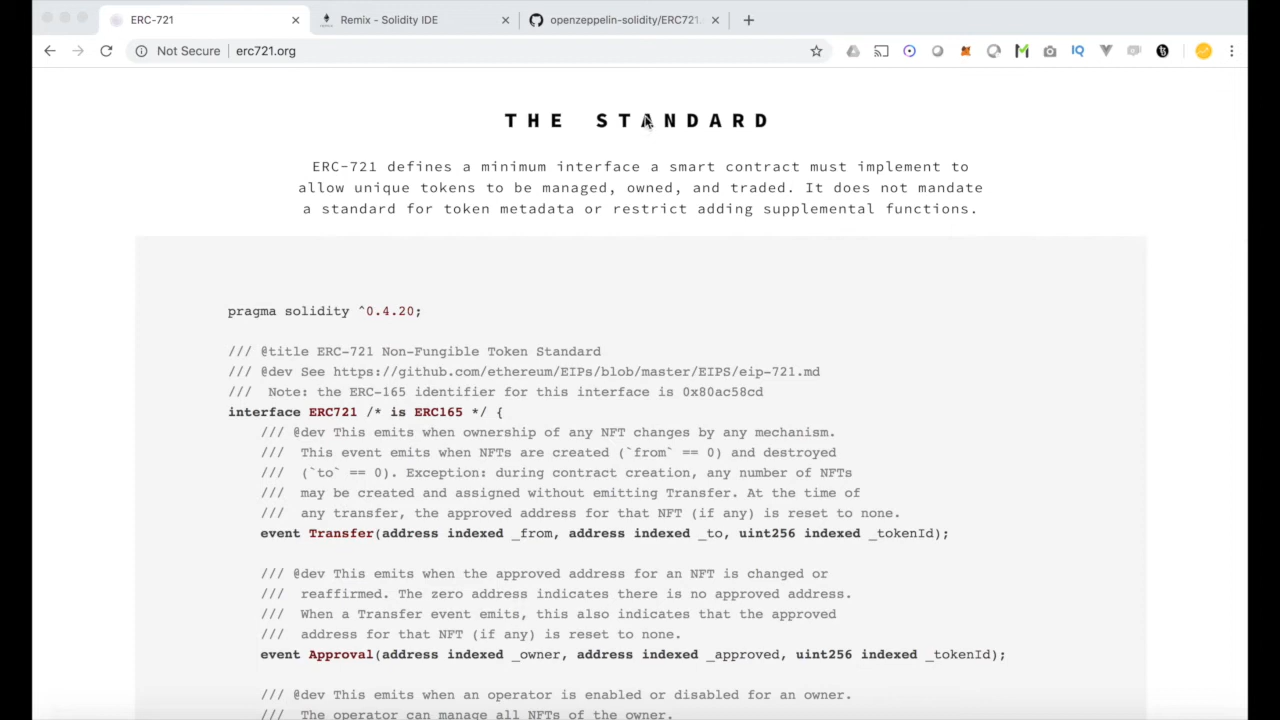 ERC-721
Remix - Solidity IDE
openzeppelin-solidity/ERC721.
Not Secure
erc721.org
IQ
THE STANDARD
ERC-721 defines a minimum interface a smart contract must implement to
allow unique tokens to be managed, owned, and traded. It does not mandate
a standard for token metadata or restrict adding supplemental functions.
pragma solidity ^0.4.20;
/// @title ERC-721 Non-Fungible Token Standard
/// @dev See https://github.com/ethereum/EIPs/blob/master/EIPS/eip-721.md
///  Note: the ERC-165 identifier for this interface is 0x80ac58cd
interface ERC721 /* is ERC165 */ {
/// @dev This emits when ownership of any NFT changes by any mechanism.
///  This event emits when NFTs are created (`from` == 0) and destroyed
///  (`to` == 0). Exception: during contract creation, any number of NFTs
///  may be created and assigned without emitting Transfer. At the time of
///  any transfer, the approved address for that NFT (if any) is reset to none.
event Transfer(address indexed _from, address indexed _to, uint256 indexed _tokenId);
/// @dev This emits when the approved address for an NFT is changed or
///  reaffirmed. The zero address indicates there is no approved address.
///  When a Transfer event emits, this also indicates that the approved
///  address for that NFT (if any) is reset to none.
event Approval(address indexed _owner, address indexed _approved, uint256 indexed _tokenId);
/// @dev This emits when an operator is enabled or disabled for an owner.
///  The operator can manage all NFTs of the owner.